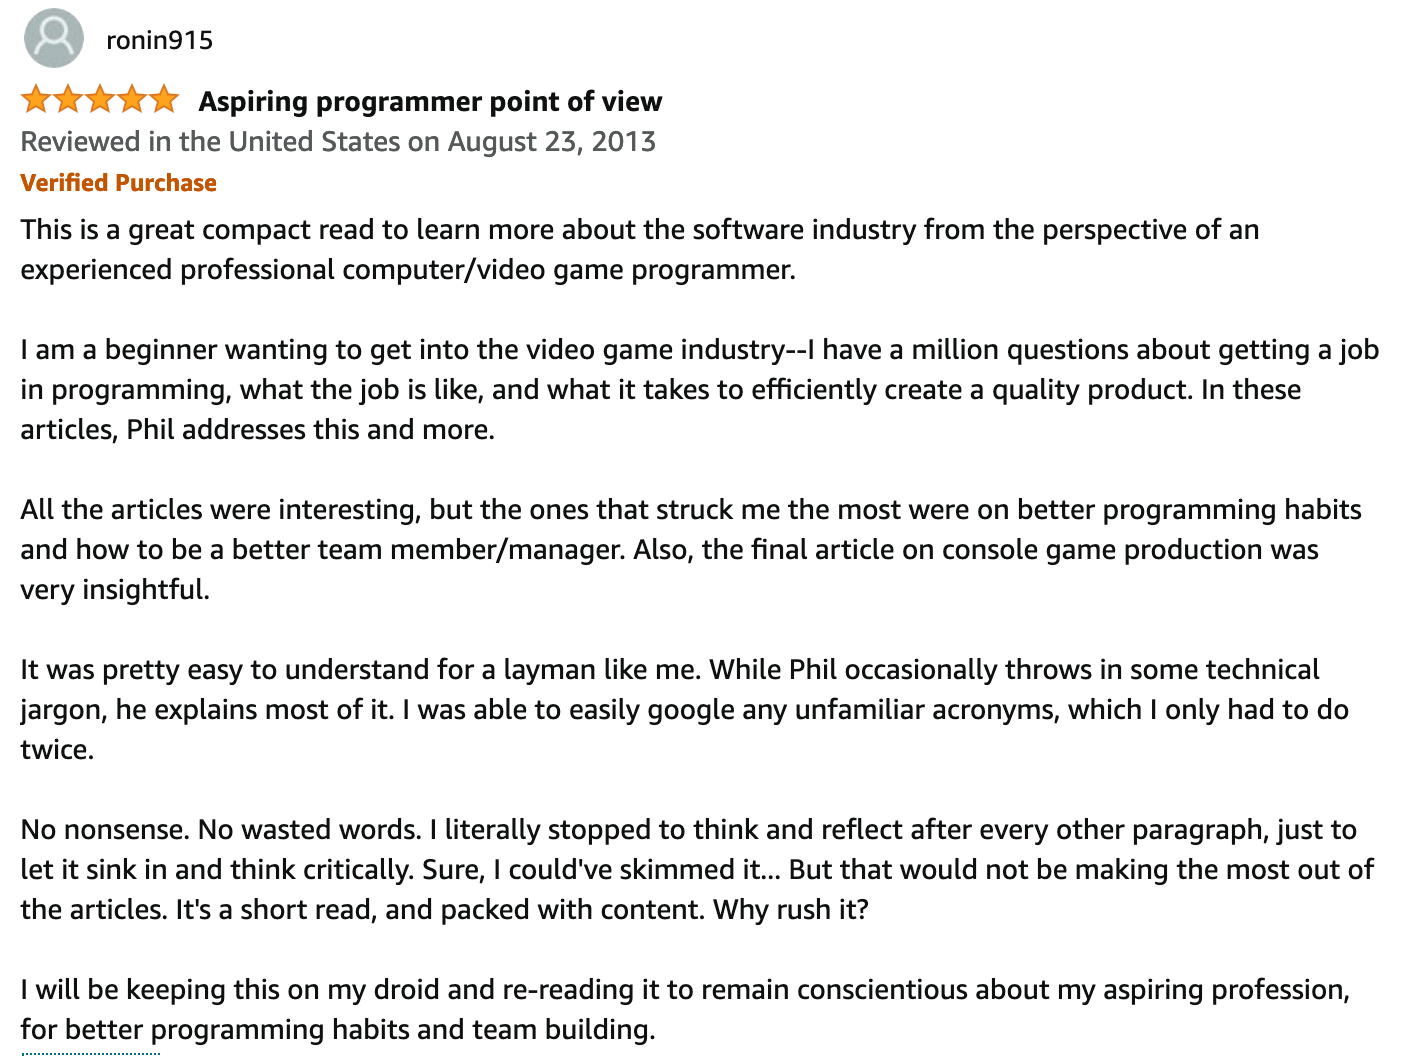 ronin915
Aspiring programmer point of view
Reviewed in the United States on August 23, 2013
Verified Purchase
This is a great compact read to learn more about the software industry from the perspective of an
experienced professional computer/video game programmer.
I am a beginner wanting to get into the video game industry--I have a million questions about getting a job
in programming, what the job is like, and what it takes to efficiently create a quality product. In these
articles, Phil addresses this and more.
All the articles were interesting, but the ones that struck me the most were on better programming habits
and how to be a better team member/manager. Also, the final article on console game production was
very insightful.
It was pretty easy to understand for a layman like me. While Phil occasionally throws in some technical
jargon, he explains most of it. I was able to easily google any unfamiliar acronyms, which I only had to do
twice.
No nonsense. No wasted words. I literally stopped to think and reflect after every other paragraph, just to
let it sink in and think critically. Sure, I could've skimmed it... But that would not be making the most out of
the articles. It's a short read, and packed with content. Why rush it?
I will be keeping this on my droid and re-reading it to remain conscientious about my aspiring profession,
for better programming habits and team building.